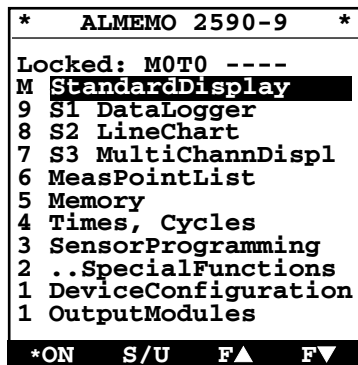 * ALMEMO 2590-9 *
Locked: M0T0 ----
M StandardDisplay
9 S1 DataLogger
8 S2 LineChart
7 S3 MultiChannDispl
6 MeasPointList
5 Memory
4 Times, Cycles
3 SensorProgramming
2 ..SpecialFunctions
1 DeviceConfiguration
1 OutputModules
*ON S/U F▲ F▼